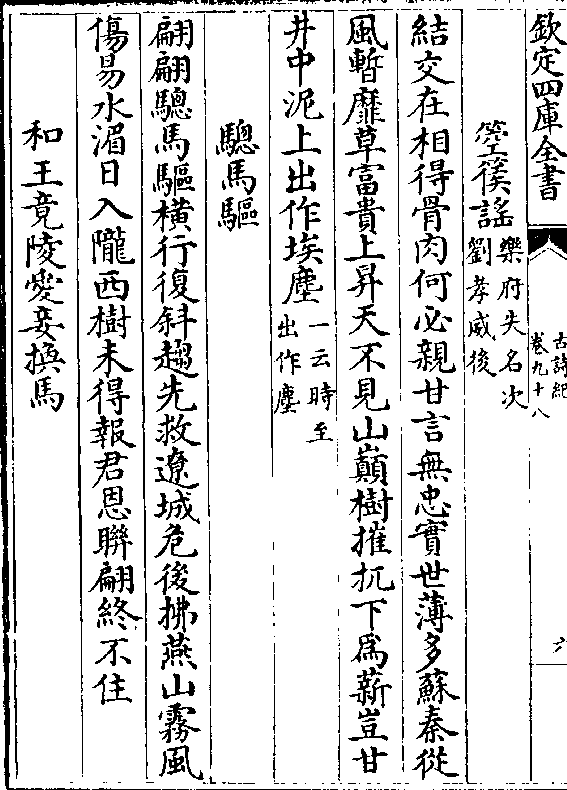 欽定四庫全書
古詩紀
卷九十八
六
箜篌謠
樂府失名次
劉孝威後
結交在相得骨肉何必親甘言無忠實世薄多蘇秦從
風暫靡草富貴上昇天不見山巔樹摧扤下為薪豈甘
井中泥上出作埃塵
一云時至
出作塵
驄馬驅
翩翩驄馬驅横行復斜趨先救遼城危後拂燕山霧風
傷易水湄日入隴西樹未得報君恩聯翩終不住
和王竟陵愛妾換馬